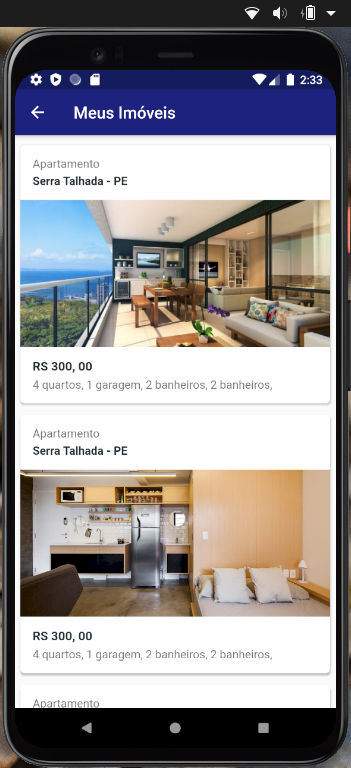 2:33
Meus Imóveis
Apartamento
Serra Talhada - PE
RS 300, 00
4 quartos, 1 garagem, 2 banheiros, 2 banheiros,
Apartamento
Serra Talhada - PE
RS 300, 00
4 quartos, 1 garagem, 2 banheiros, 2 banheiros,
Apartamento